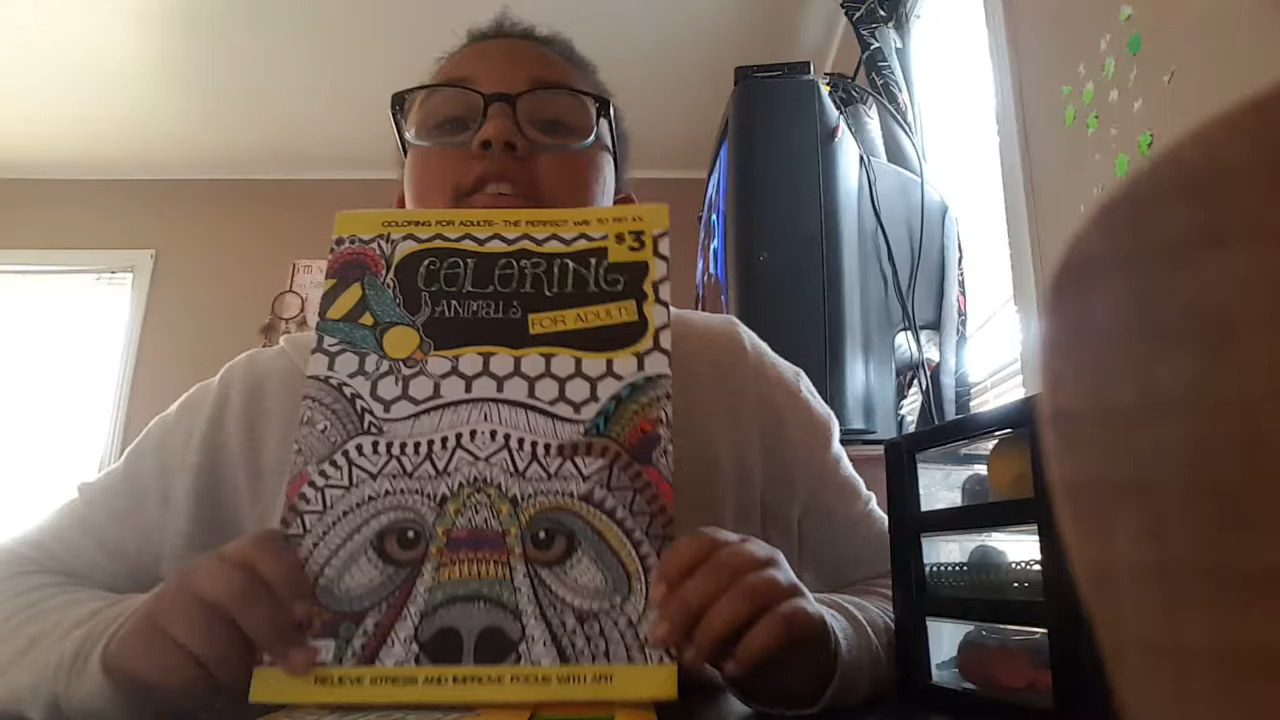 COLORING FOR ADULTS- THE PERFECT WAY TO RELAX
$3
COLORING
ANIMALS
FOR ADULTS
i'm
RELIEVE STRESS AND IMPROVE FOCUS WITH ART